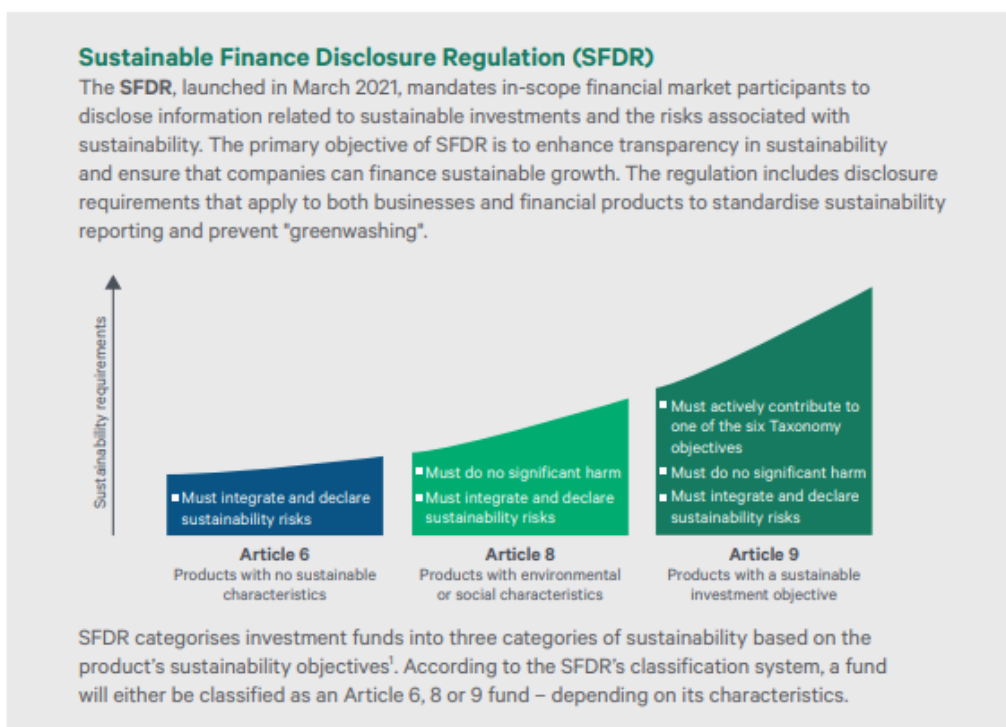 Sustainable Finance Disclosure Regulation (SFDR)
The SFDR, launched in March 2021, mandates in-scope financial market participants to
disclose information related to sustainable investments and the risks associated with
sustainability. The primary objective of SFDR is to enhance transparency in sustainability
and ensure that companies can finance sustainable growth. The regulation includes disclosure
requirements that apply to both businesses and financial products to standardise sustainability
reporting and prevent "greenwashing".
Sustainability requirements
Must integrate and declare
sustainability risks
Article 6
Products with no sustainable
characteristics
Must do no significant harm
Must integrate and declare
sustainability risks
Article 8
Products with environmental
or social characteristics
Must actively contribute to
one of the six Taxonomy
objectives
Must do no significant harm
Must integrate and declare
sustainability risks
Article 9
Products with a sustainable
investment objective
SFDR categorises investment funds into three categories of sustainability based on the
product's sustainability objectives¹. According to the SFDR's classification system, a fund
will either be classified as an Article 6, 8 or 9 fund – depending on its characteristics.